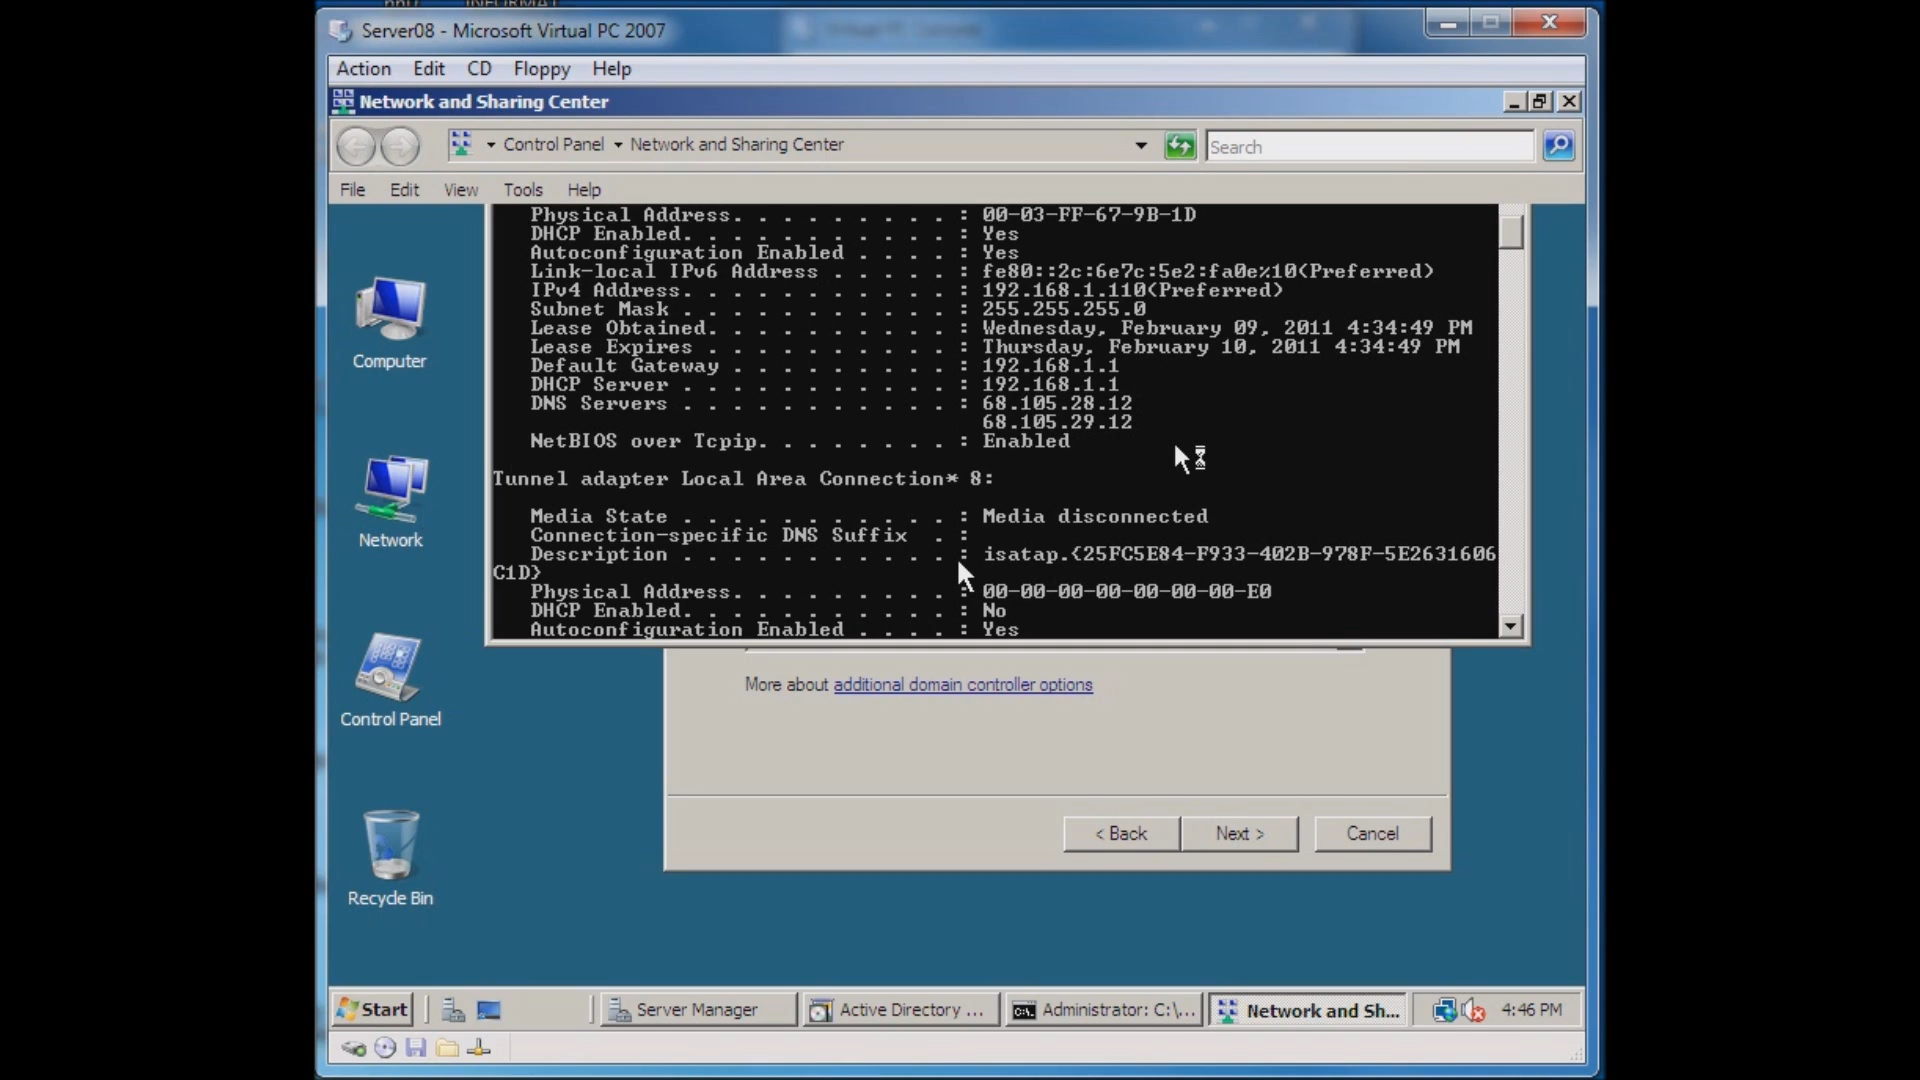 Server08 - Microsoft Virtual PC 2007
Action Edit CD Floppy Help
Network and Sharing Center
Control Panel Network and Sharing Center Search
File Edit View Tools Help
Physical Address. . . . . . . . . : 00-03-FF-67-9B-1D
DHCP Enabled. . . . . . . . . . . : Yes
Autoconfiguration Enabled . . . . : Yes
Link-local IPv6 Address . . . . . : fe80::2c:6e7c:5e2:fa0e%10(Preferred)
IPv4 Address. . . . . . . . . . . : 192.168.1.110(Preferred)
Subnet Mask . . . . . . . . . . . : 255.255.255.0
Lease Obtained. . . . . . . . . . : Wednesday, February 09, 2011 4:34:49 PM
Lease Expires . . . . . . . . . . : Thursday, February 10, 2011 4:34:49 PM
Default Gateway . . . . . . . . . : 192.168.1.1
DHCP Server . . . . . . . . . . . : 192.168.1.1
DNS Servers . . . . . . . . . . . : 68.105.28.12
68.105.29.12
NetBIOS over Tcpip. . . . . . . . : Enabled
Tunnel adapter Local Area Connection* 8:
Media State . . . . . . . . . . . : Media disconnected
Connection-specific DNS Suffix . :
Description . . . . . . . . . . . : isatap.{25FC5E84-F933-402B-978F-5E2631606
C1D}
Physical Address. . . . . . . . . : 00-00-00-00-00-00-00-E0
DHCP Enabled. . . . . . . . . . . : No
Autoconfiguration Enabled . . . . : Yes
Computer
Network
Control Panel
Recycle Bin
More about additional domain controller options
< Back Next > Cancel
Start Server Manager Active Directory ... Administrator: C:\... Network and Sh... 4:46 PM